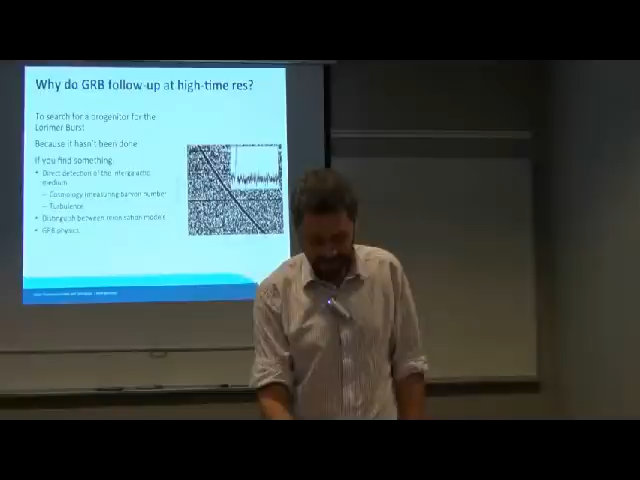 Why do GRB follow-up at high-time res?
To search for a progenitor for the
Lorimer Burst
Because it hasn't been done
If you find something:
• Direct detection of the intergalactic
medium
– Cosmology (measuring baryon number
– Turbulence
• Distinguish between reionisation models
• GRB physics